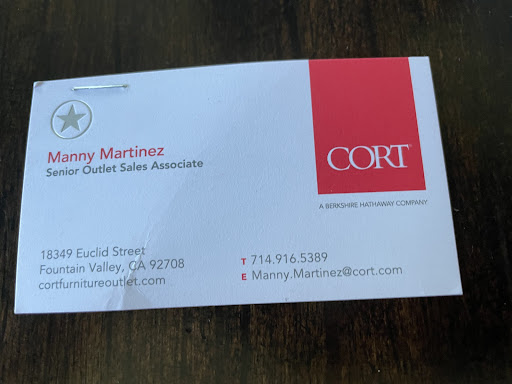 Manny Martinez
Senior Outlet Sales Associate
CORT
A BERKSHIRE HATHAWAY COMPANY
18349 Euclid Street
Fountain Valley, CA 92708
cortfurnitureoutlet.com
T 714.916.5389
E Manny.Martinez@cort.com